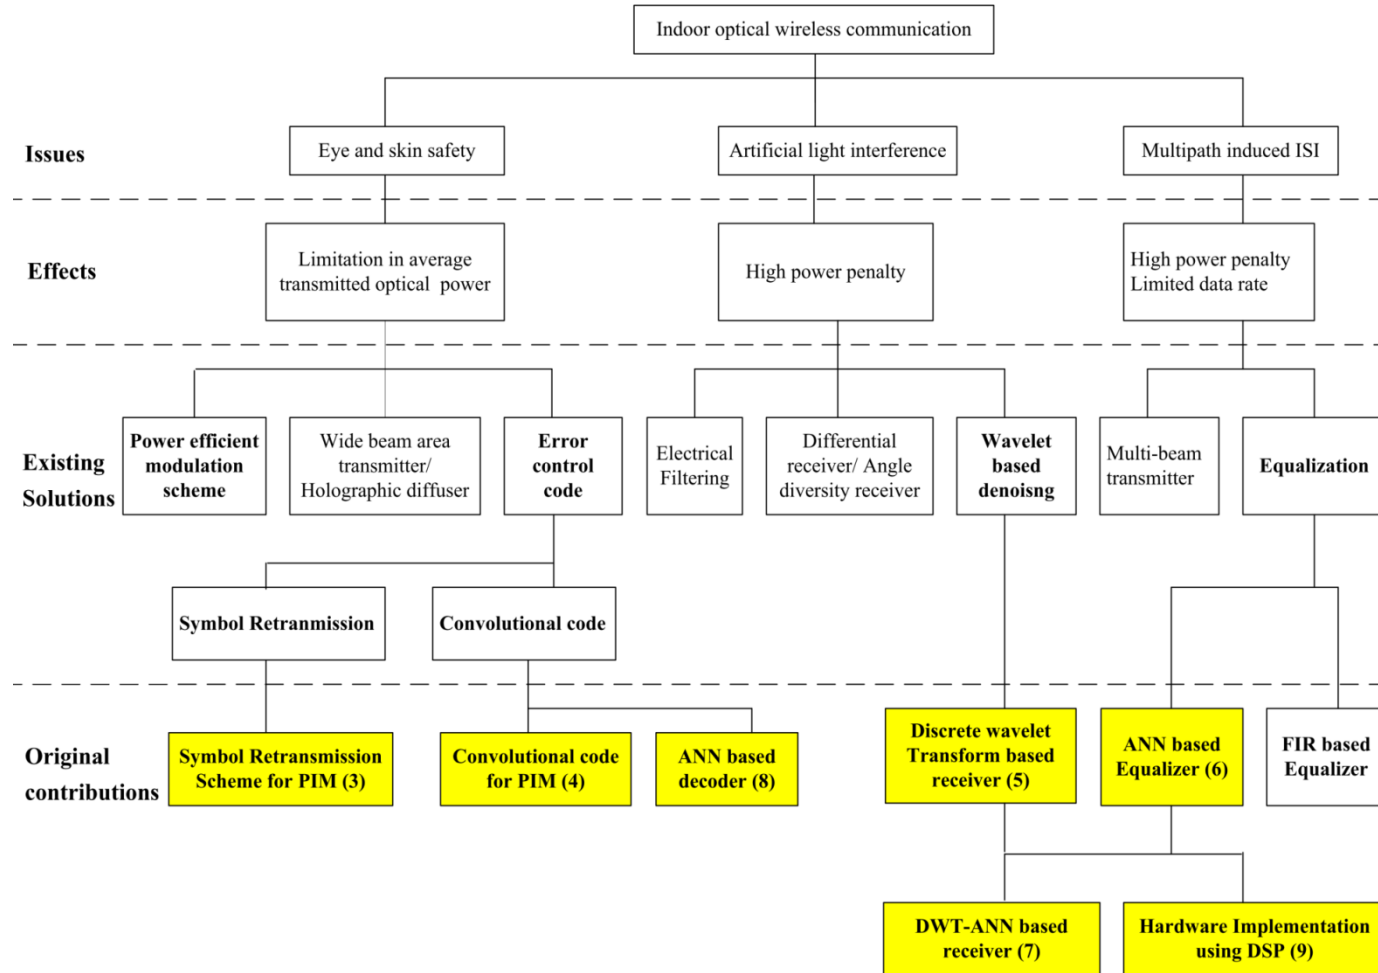 Indoor optical wireless communication
Issues
Eye and skin safety
Artificial light interference
Multipath induced ISI
Effects
Limitation in average
transmitted optical power
High power penalty
High power penalty
Limited data rate
Existing
Solutions
Power efficient
modulation
scheme
Wide beam area
transmitter/
Holographic diffuser
Error
control
code
Electrical
Filtering
Differential
receiver/ Angle
diversity receiver
Wavelet
based
denoisng
Multi-beam
transmitter
Equalization
Symbol Retranmission
Convolutional code
Original
contributions
Symbol Retransmission
Scheme for PIM (3)
Convolutional code
for PIM (4)
ANN based
decoder (8)
Discrete wavelet
Transform based
receiver (5)
ANN based
Equalizer (6)
FIR based
Equalizer
DWT-ANN based
receiver (7)
Hardware Implementation
using DSP (9)